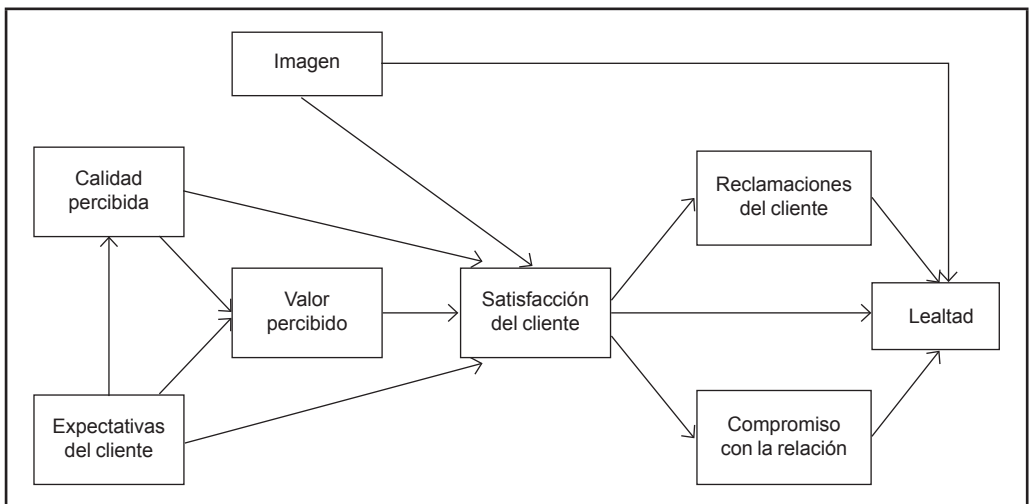 Imagen
Calidad
percibida
Reclamaciones
del cliente
Valor
percibido
Satisfacción
del cliente
Lealtad
Expectativas
del cliente
Compromiso
con la relación